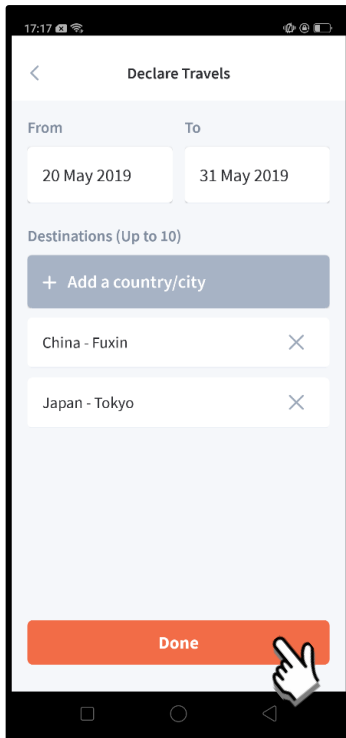 17:17
Declare Travels
From To
20 May 2019 31 May 2019
Destinations (Up to 10)
+ Add a country/city
China - Fuxin
Japan - Tokyo
Done